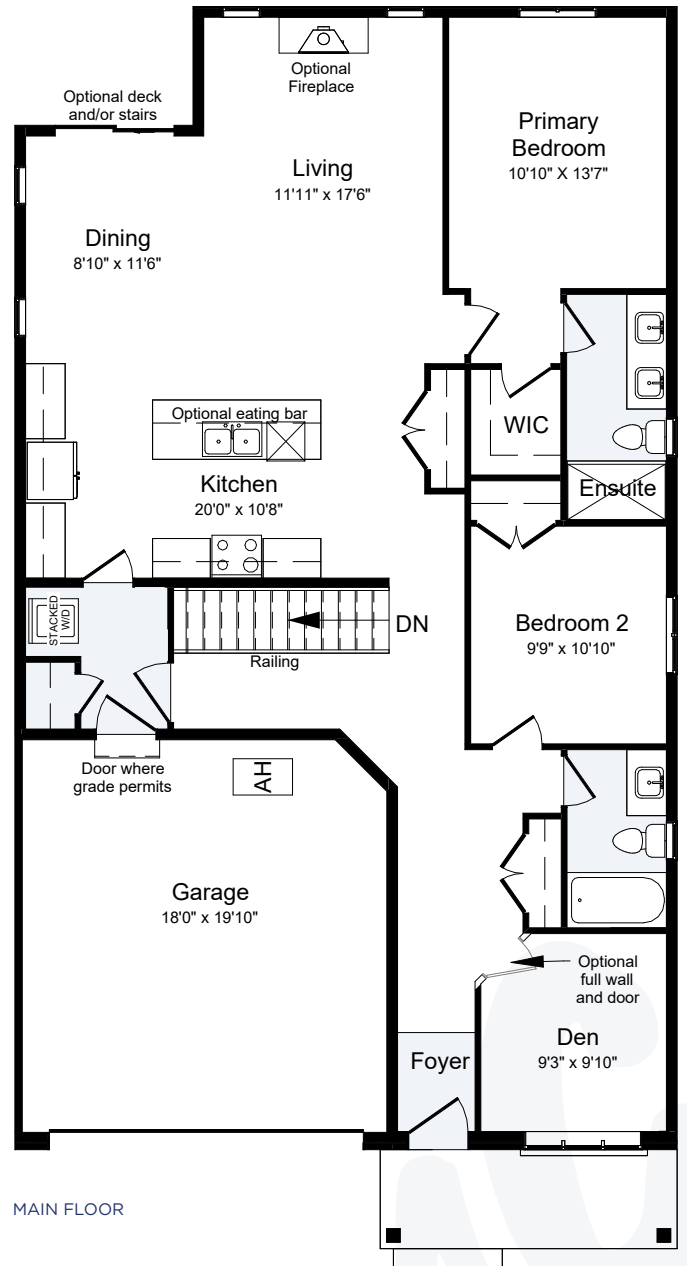 Optional
Fireplace
Optional deck
and/or stairs
Primary
Bedroom
10'10" X 13'7"
Living
11'11" x 17'6"
Dining
8'10" x 11'6"
Optional eating bar
WIC
Kitchen
20'0" x 10'8"
Ensuite
STACKED
W/D
DN
Railing
Bedroom 2
9'9" x 10'10"
Door where
grade permits
AH
Garage
18'0" x 19'10"
Optional
full wall
and door
Den
9'3" x 9'10"
Foyer
MAIN FLOOR